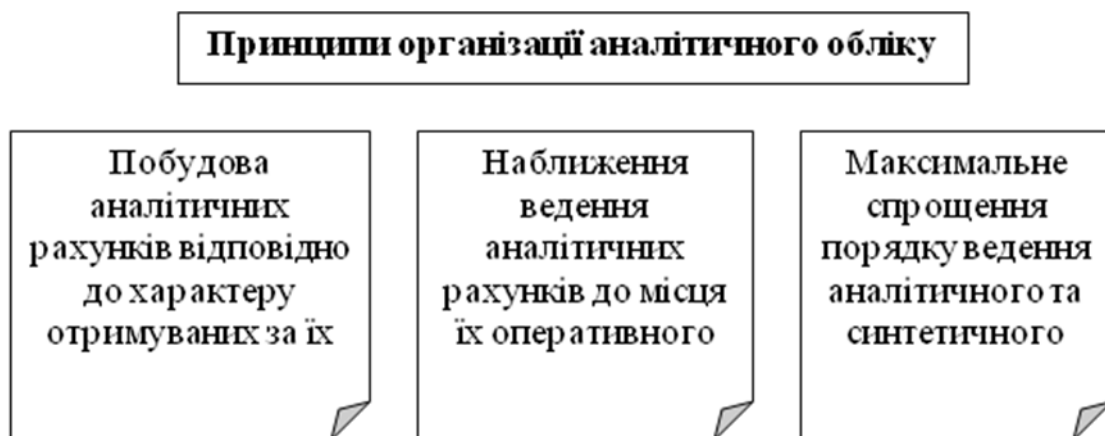 Принципи організації аналітичного обліку
Побудова
аналітичних
рахунків відповідно
до характеру
отримуваних за їх
Наближення
ведення
аналітичних
рахунків до місця
їх оперативного
Максимальне
спрощення
порядку ведення
аналітичного та
синтетичного